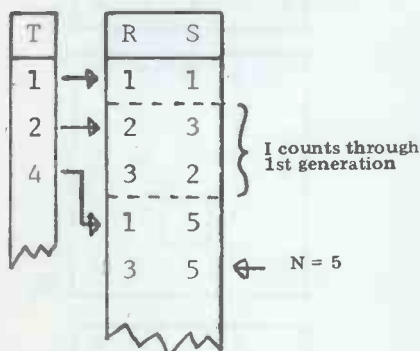 T R S
1 1 1
2 2 3
4 3 2
1 5
3 5
I counts through
1st generation
N = 5